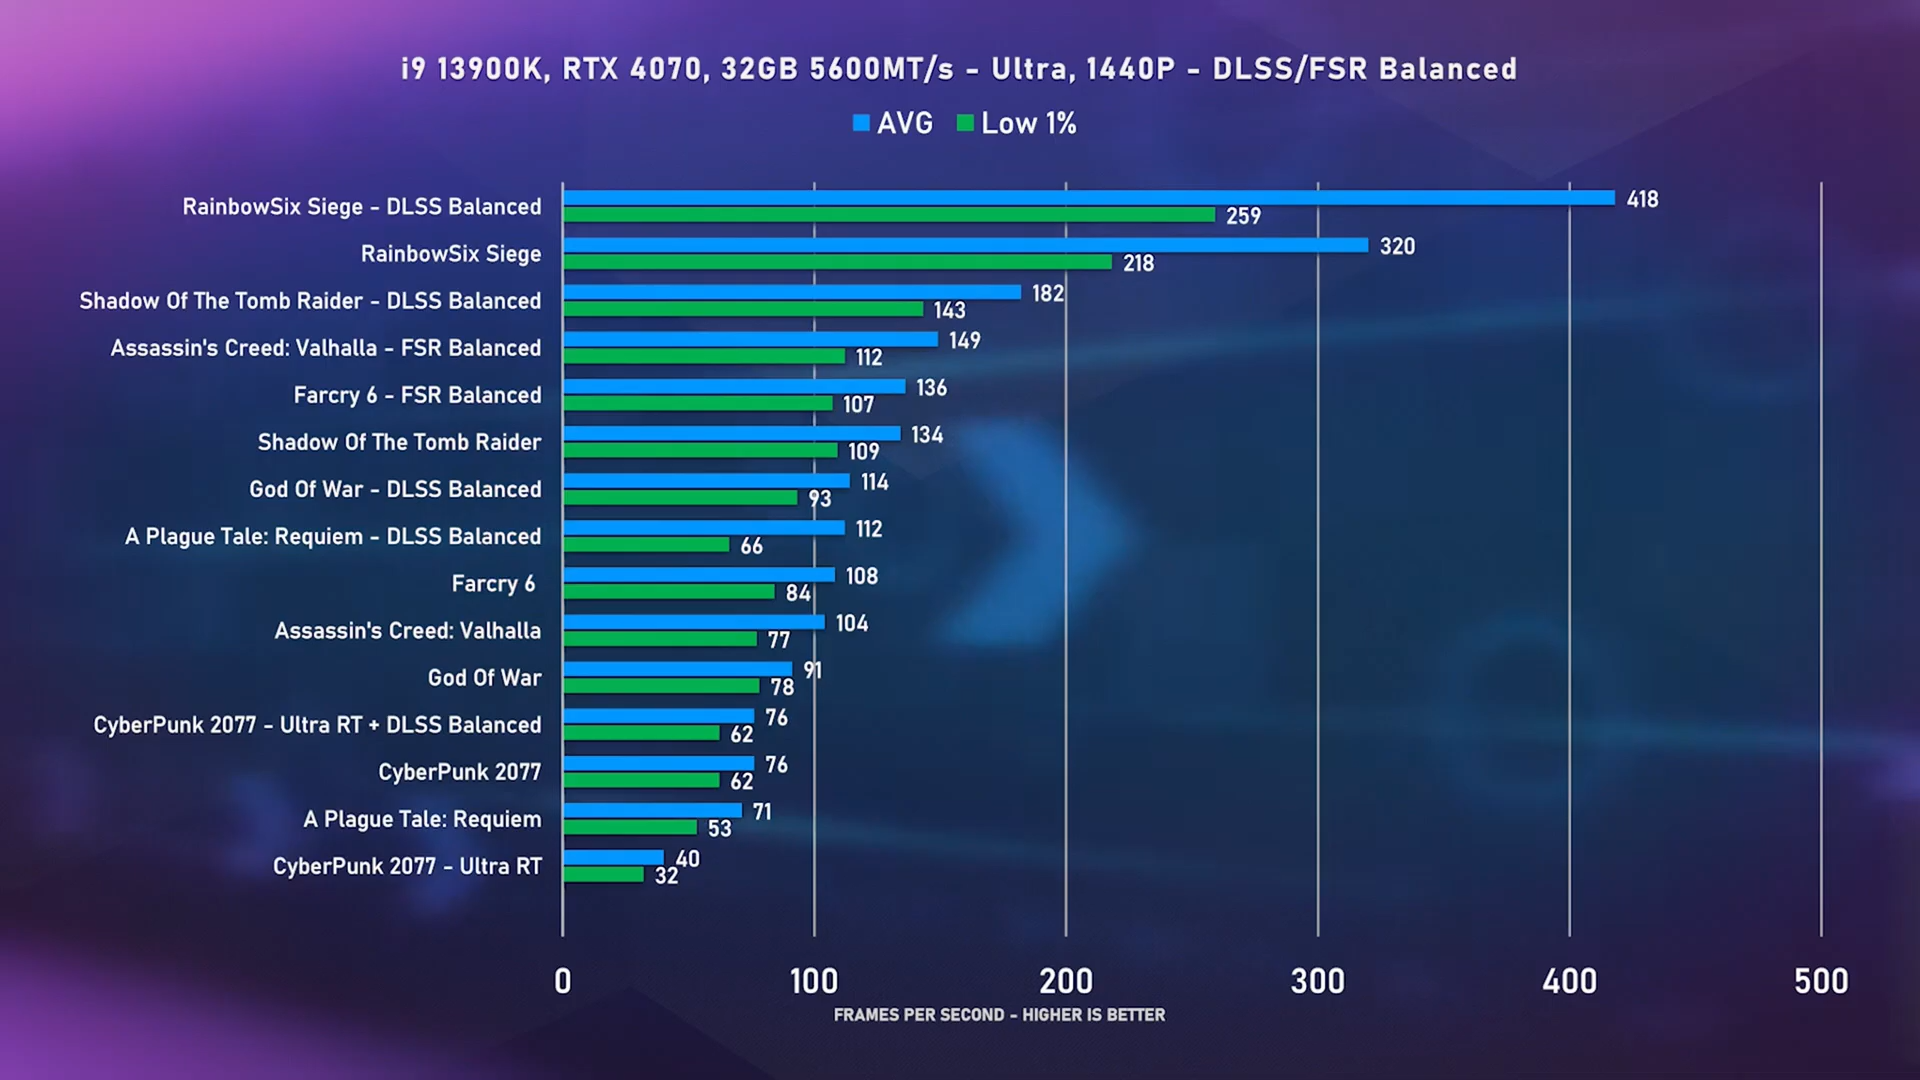 i9 13900K, RTX 4070, 32GB 5600MT/s - Ultra, 1440P - DLSS/FSR Balanced
AVG Low 1%
RainbowSix Siege - DLSS Balanced 418 259
RainbowSix Siege 320 218
Shadow Of The Tomb Raider - DLSS Balanced 182 143
Assassin's Creed: Valhalla - FSR Balanced 149 112
Farcry 6 - FSR Balanced 136 107
Shadow Of The Tomb Raider 134 109
God Of War - DLSS Balanced 114 93
A Plague Tale: Requiem - DLSS Balanced 112 66
Farcry 6 108 84
Assassin's Creed: Valhalla 104 77
God Of War 91 78
CyberPunk 2077 - Ultra RT + DLSS Balanced 76 62
CyberPunk 2077 76 62
A Plague Tale: Requiem 71 53
CyberPunk 2077 - Ultra RT 40 32
0 100 200 300 400 500
FRAMES PER SECOND - HIGHER IS BETTER